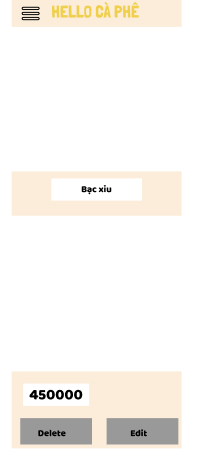 HELLO CÀ PHÊ
Bạc xỉu
450000
Delete
Edit